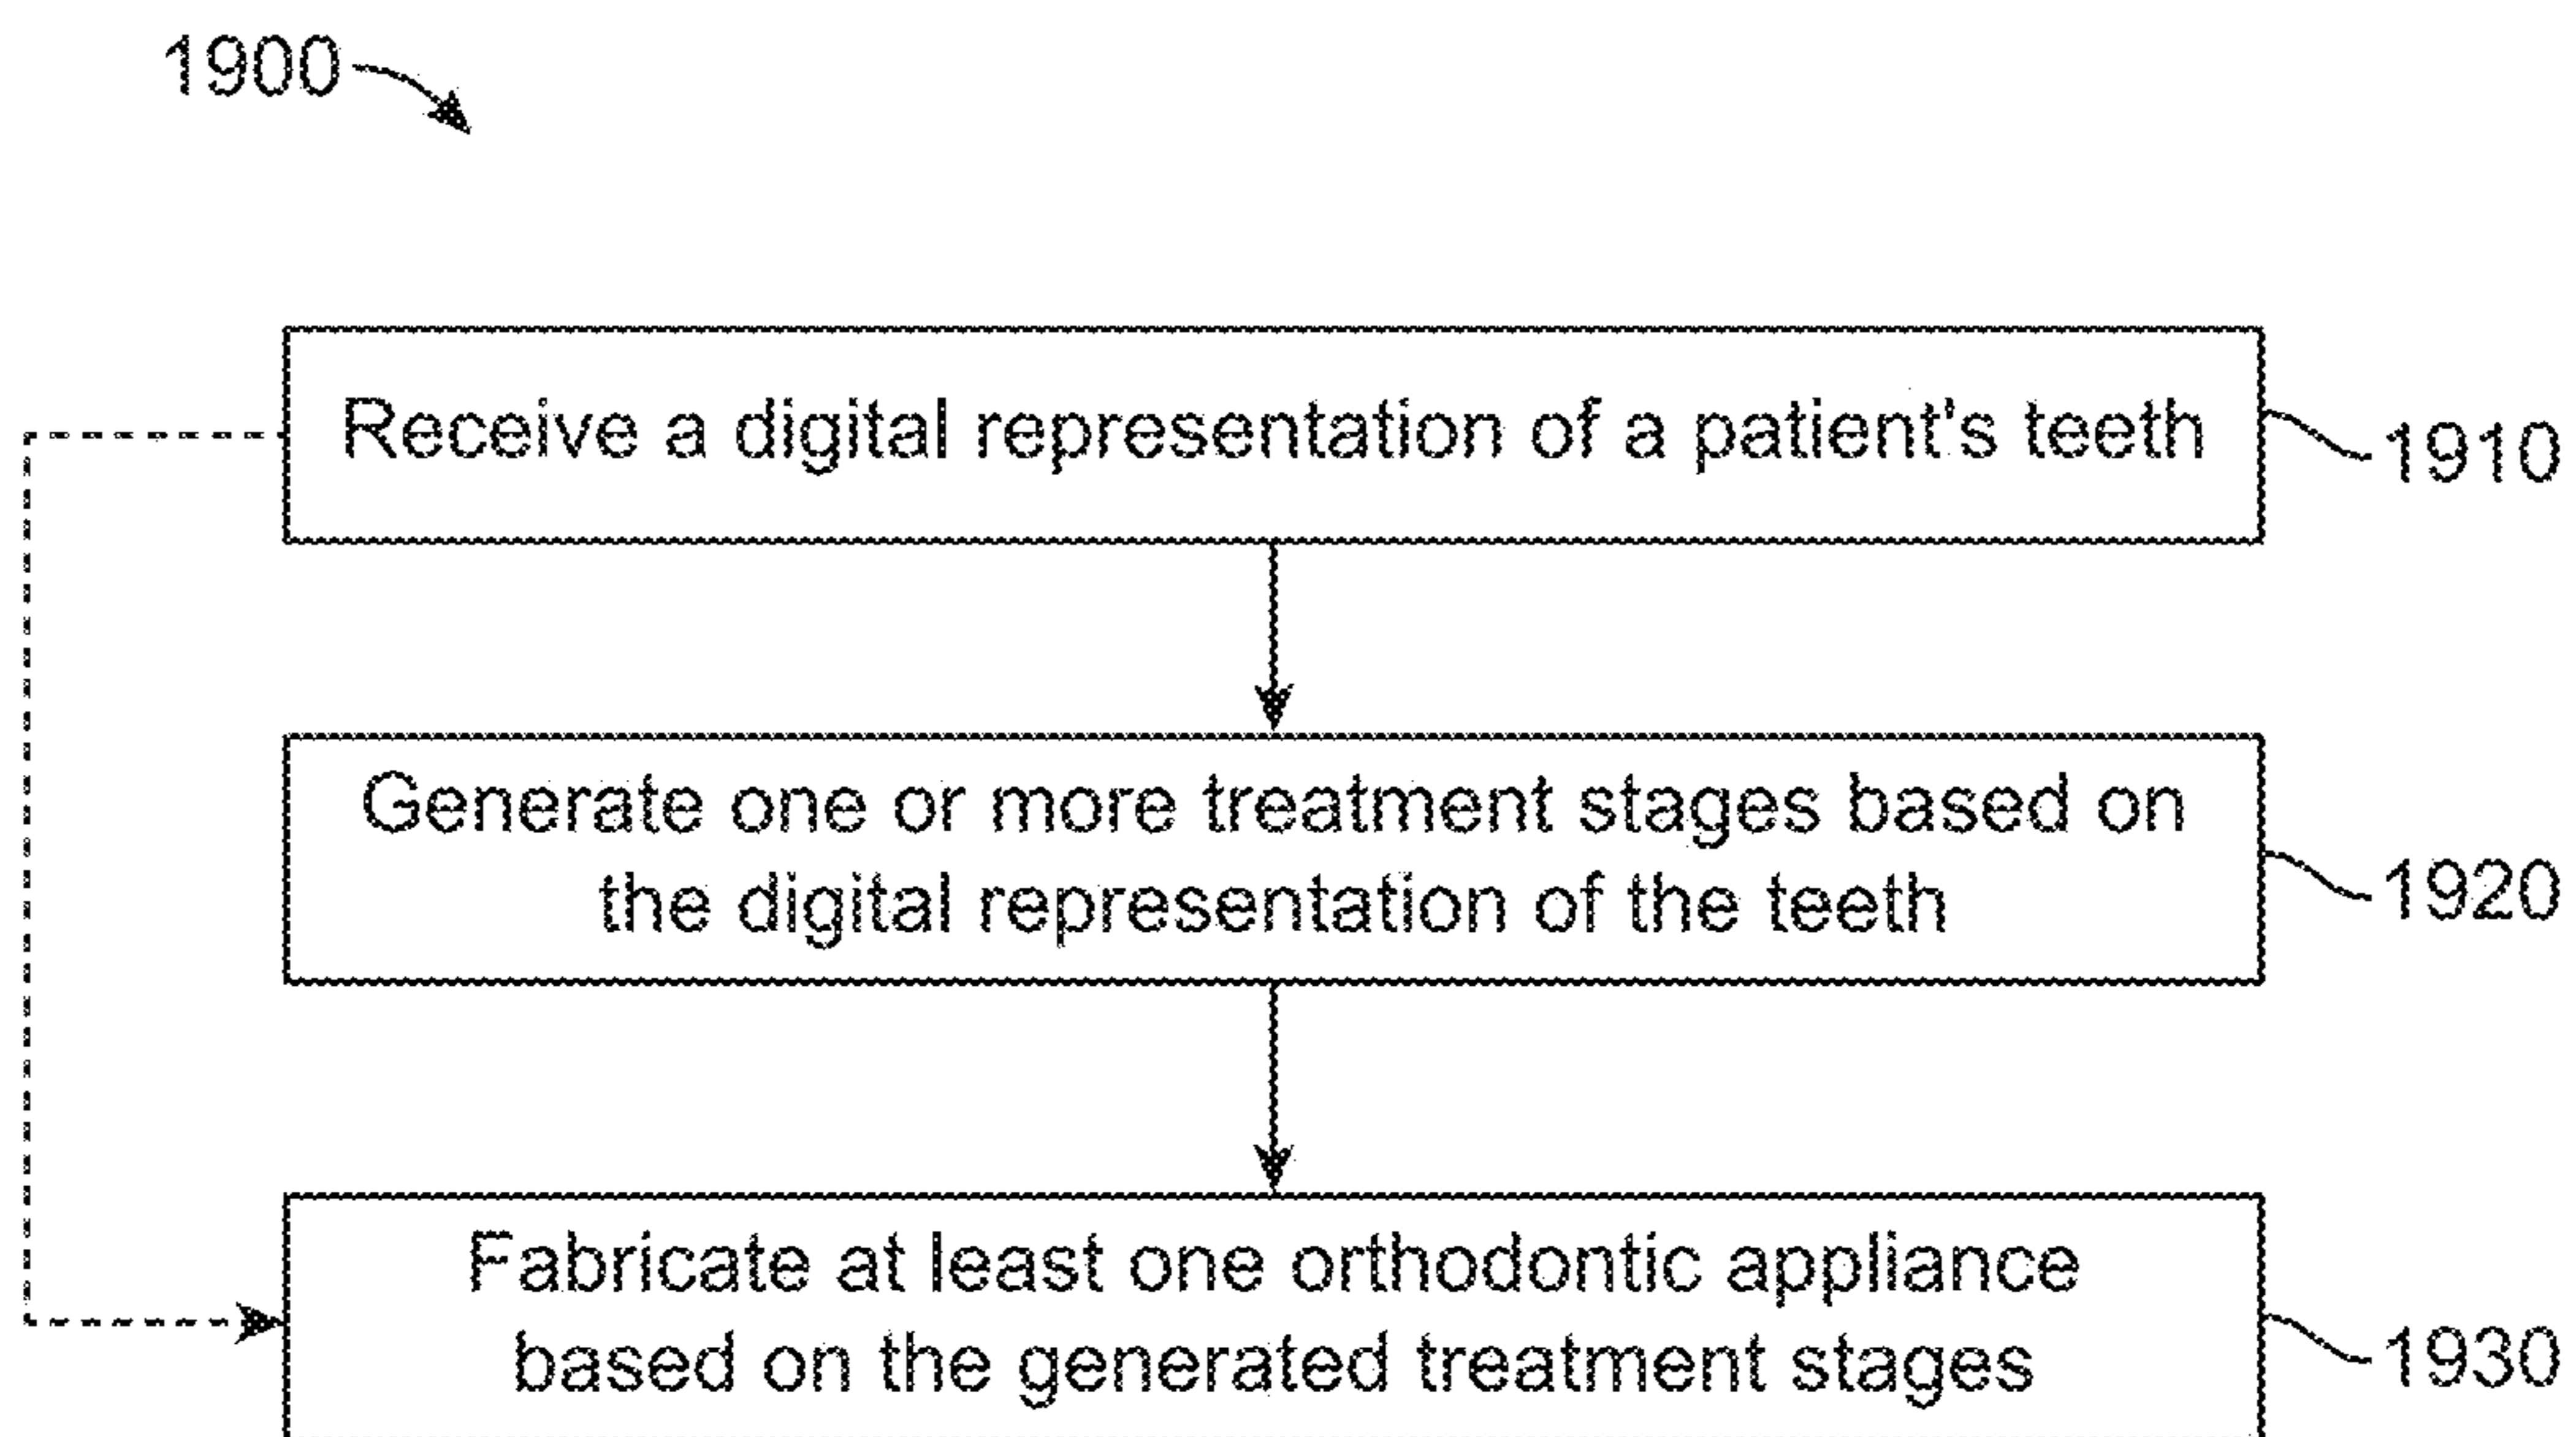 1900
Receive a digital representation of a patient's teeth
1910
Generate one or more treatment stages based on
the digital representation of the teeth
1920
Fabricate at least one orthodontic appliance
based on the generated treatment stages
1930